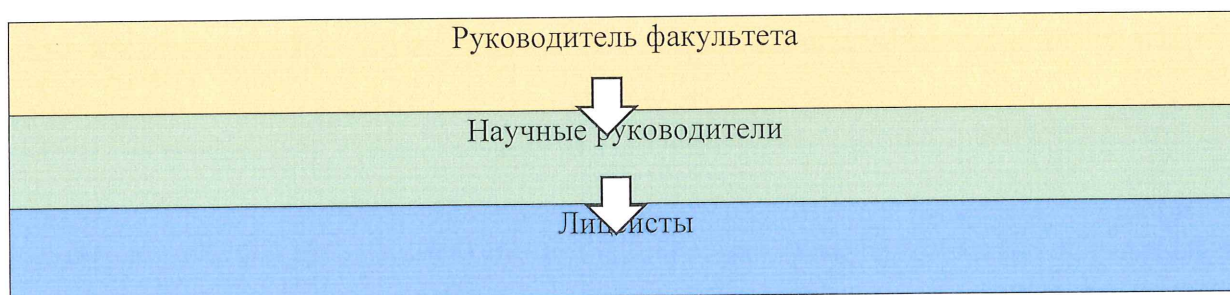 Руководитель факультета
Научные руководители
Лицеисты